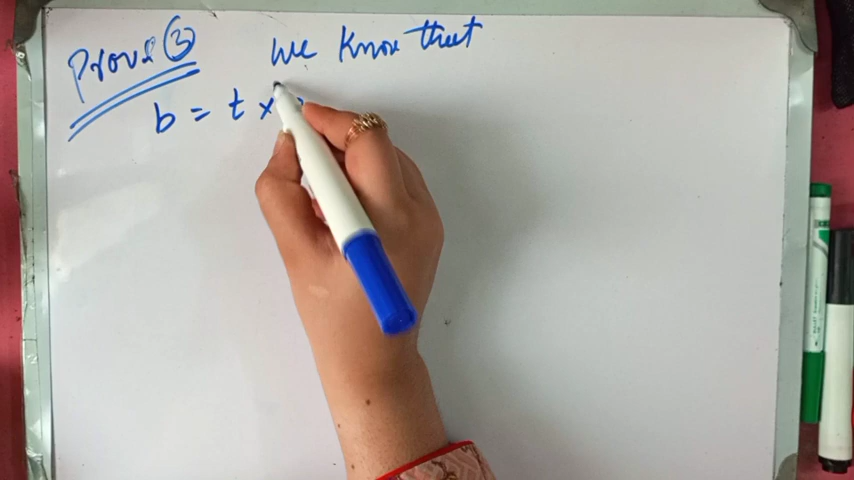 Prove ③ We Know that
b = t ×